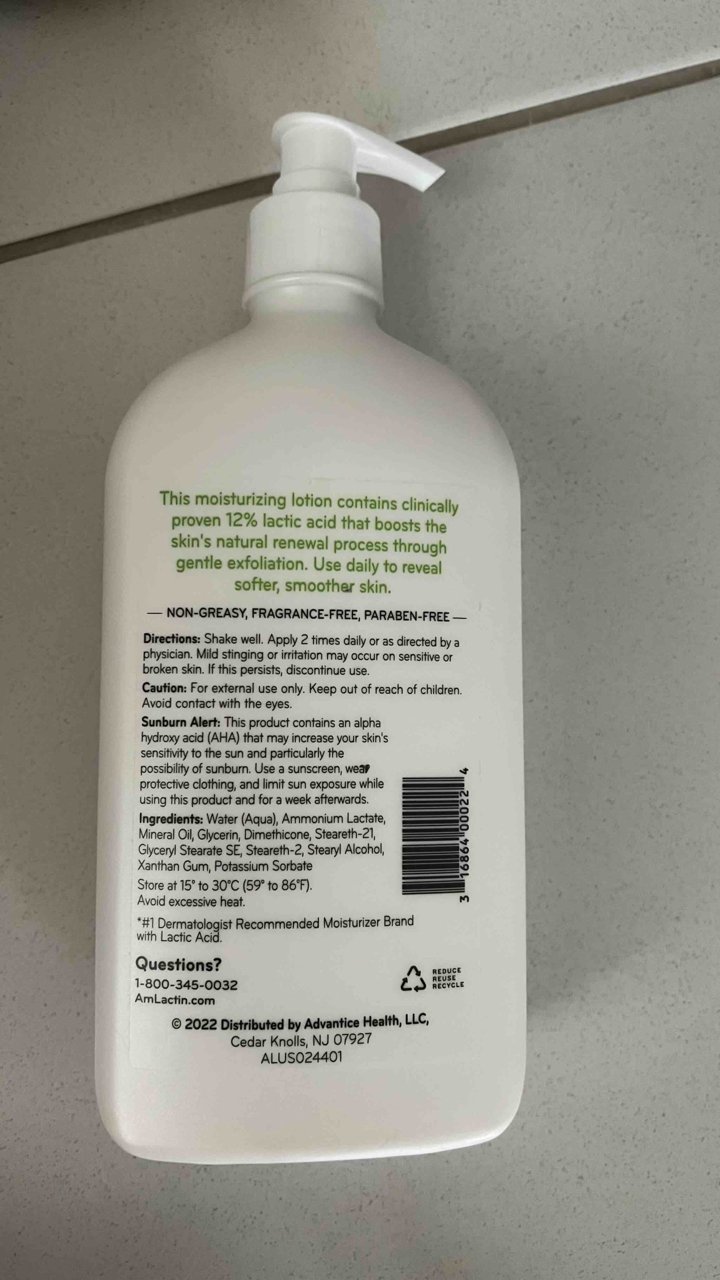 This moisturizing lotion contains clinically
proven 12% lactic acid that boosts the
skin's natural renewal process through
gentle exfoliation. Use daily to reveal
softer, smoother skin.
— NON-GREASY, FRAGRANCE-FREE, PARABEN-FREE —
Directions: Shake well. Apply 2 times daily or as directed by a
physician. Mild stinging or irritation may occur on sensitive or
broken skin. If this persists, discontinue use.
Caution: For external use only. Keep out of reach of children.
Avoid contact with the eyes.
Sunburn Alert: This product contains an alpha
hydroxy acid (AHA) that may increase your skin's
sensitivity to the sun and particularly the
possibility of sunburn. Use a sunscreen, wear
protective clothing, and limit sun exposure while
using this product and for a week afterwards.
Ingredients: Water (Aqua), Ammonium Lactate,
Mineral Oil, Glycerin, Dimethicone, Steareth-21,
Glyceryl Stearate SE, Steareth-2, Stearyl Alcohol,
Xanthan Gum, Potassium Sorbate
Store at 15° to 30°C (59° to 86°F).
Avoid excessive heat.
3 16864 00022 4
*#1 Dermatologist Recommended Moisturizer Brand
with Lactic Acid.
Questions?
1-800-345-0032
AmLactin.com
REDUCE
REUSE
RECYCLE
© 2022 Distributed by Advantice Health, LLC,
Cedar Knolls, NJ 07927
ALUS024401